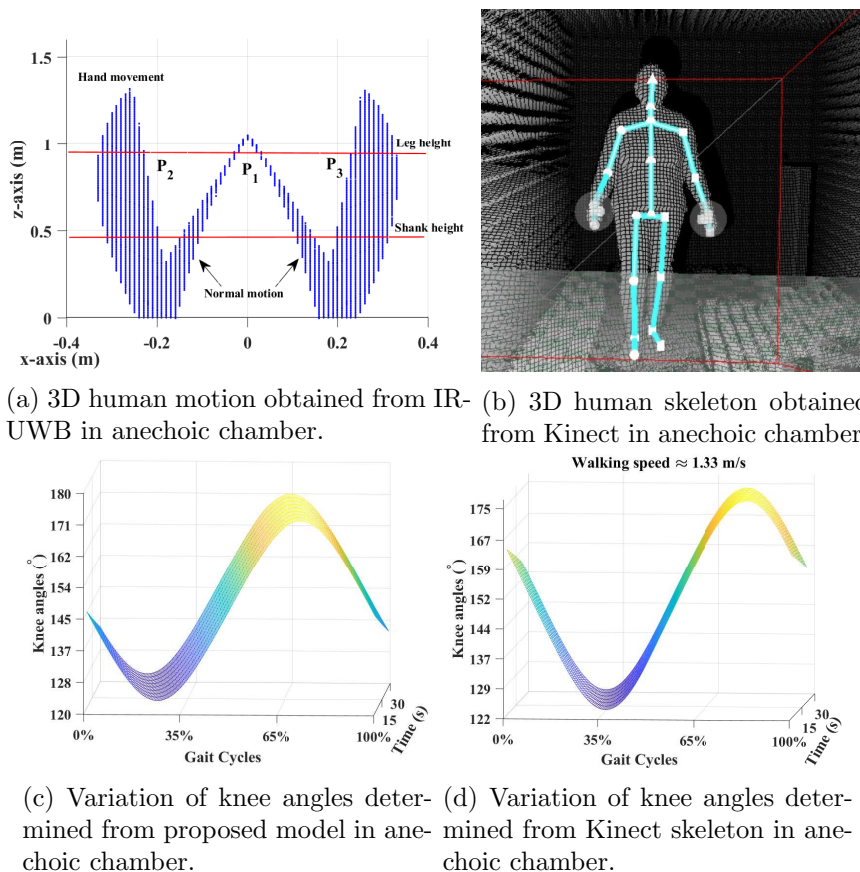 1.5
Hand movement
Leg height
1
P2
P1
P3
z-axis (m)
0.5
Shank height
Normal motion
0
-0.4
-0.2
0
0.2
0.4
x-axis (m)
(a) 3D human motion obtained from IR-
UWB in anechoic chamber.
(b) 3D human skeleton obtained
from Kinect in anechoic chamber
180
171
162
154
145
137
128
120
Knee angles (°)
0%
35%
65%
100%
Gait Cycles
15
30
Time (s)
Walking speed ≈ 1.33 m/s
175
167
159
152
144
137
129
122
Knee angles (°)
0%
35%
65%
100%
Gait Cycles
15
30
Time (s)
(c) Variation of knee angles deter-
mined from proposed model in ane-
choic chamber.
(d) Variation of knee angles deter-
mined from Kinect skeleton in ane-
choic chamber.